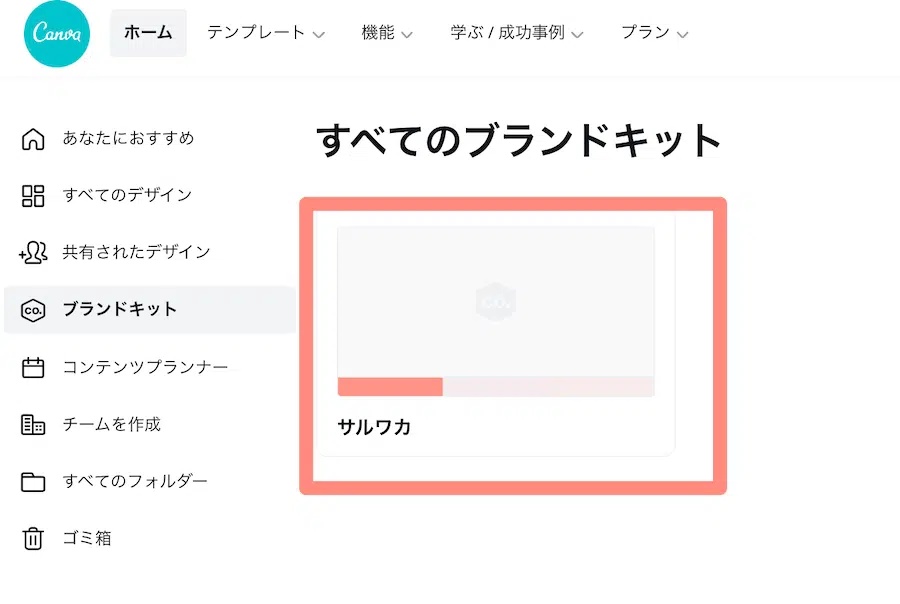 Canva
ホーム
テンプレート
機能
学ぶ / 成功事例
プラン
あなたにおすすめ
すべてのデザイン
共有されたデザイン
co.
ブランドキット
コンテンツプランナー
チームを作成
すべてのフォルダー
ゴミ箱
すべてのブランドキット
co.
サルワカ